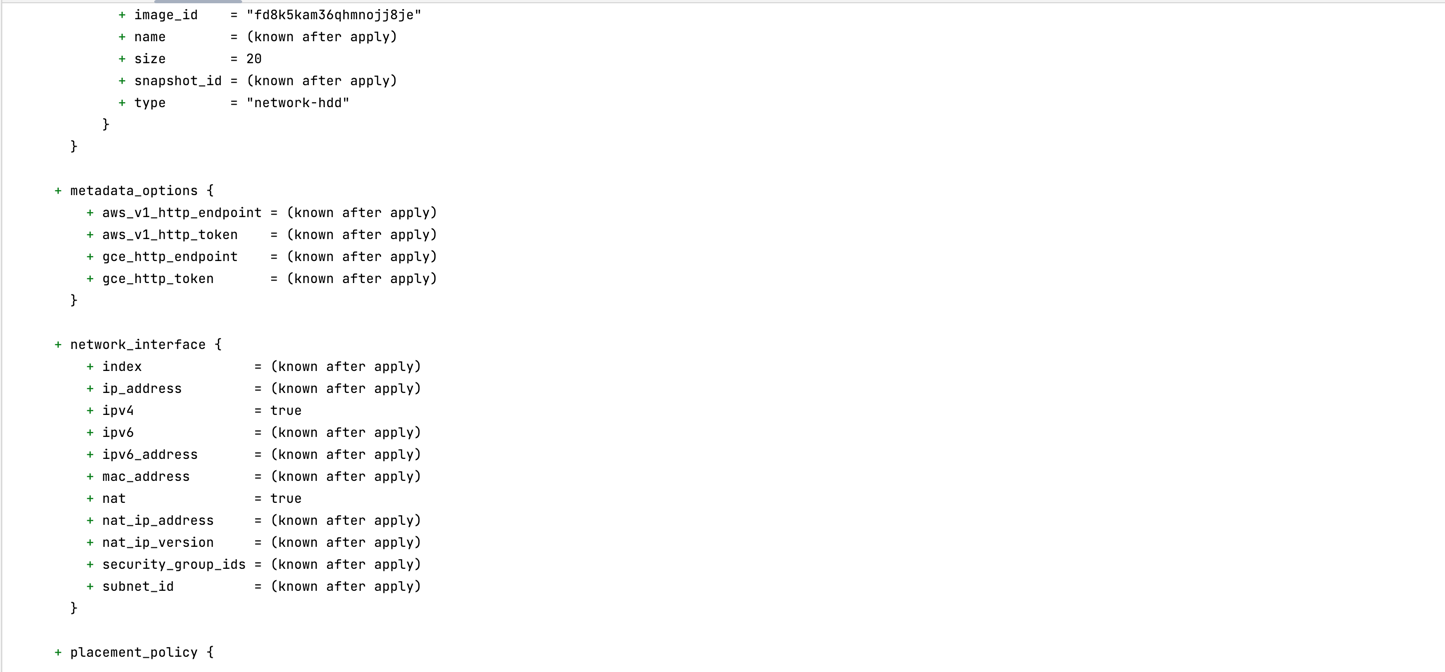 + image_id    = "fd8k5kam36qhmnojj8je"
+ name        = (known after apply)
+ size        = 20
+ snapshot_id = (known after apply)
+ type        = "network-hdd"
}
}
+ metadata_options {
+ aws_v1_http_endpoint = (known after apply)
+ aws_v1_http_token    = (known after apply)
+ gce_http_endpoint    = (known after apply)
+ gce_http_token       = (known after apply)
}
+ network_interface {
+ index              = (known after apply)
+ ip_address         = (known after apply)
+ ipv4               = true
+ ipv6               = (known after apply)
+ ipv6_address       = (known after apply)
+ mac_address        = (known after apply)
+ nat                = true
+ nat_ip_address     = (known after apply)
+ nat_ip_version     = (known after apply)
+ security_group_ids = (known after apply)
+ subnet_id          = (known after apply)
}
+ placement_policy {